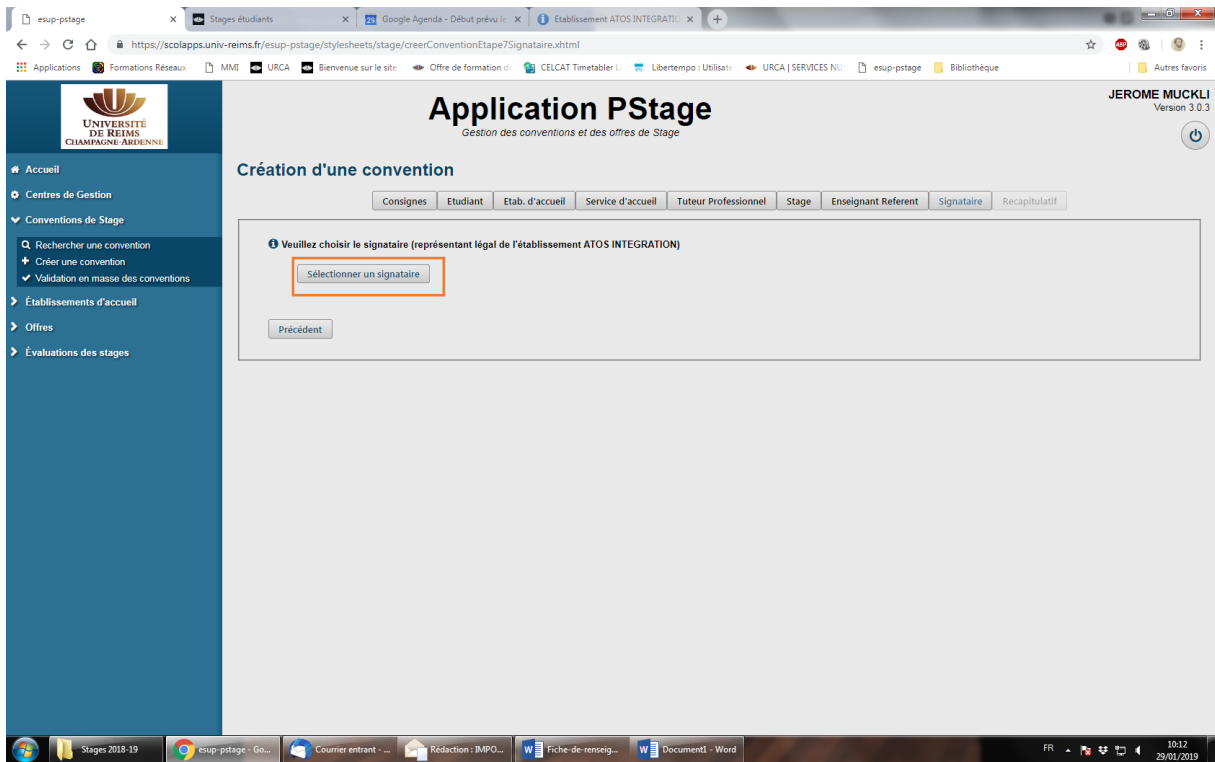 esup-pstage
Stages étudiants
29 Google Agenda - Début prévu le
Etablissement ATOS INTEGRATIO
https://scolapps.univ-reims.fr/esup-pstage/stylesheets/stage/creerConventionEtape7Signataire.xhtml
ABP
Applications
Formations Réseaux
MMI
URCA
Bienvenue sur le site
Offre de formation d
CELCAT Timetabler L
Libertempo : Utilisate
URCA | SERVICES NU
esup-pstage
Bibliothèque
Autres favoris
UNIVERSITÉ
DE REIMS
CHAMPAGNE-ARDENNE
Application PStage
Gestion des conventions et des offres de Stage
JEROME MUCKLI
Version 3.0.3
Accueil
Centres de Gestion
Conventions de Stage
Rechercher une convention
Créer une convention
Validation en masse des conventions
Établissements d'accueil
Offres
Évaluations des stages
Création d'une convention
Consignes
Etudiant
Etab. d'accueil
Service d'accueil
Tuteur Professionnel
Stage
Enseignant Referent
Signataire
Recapitulatif
Veuillez choisir le signataire (représentant légal de l'établissement ATOS INTEGRATION)
Sélectionner un signataire
Précédent
Stages 2018-19
esup-pstage - Go...
Courrier entrant - ...
Rédaction : IMPO...
Fiche-de-renseig...
Document1 - Word
FR
10:12
29/01/2019